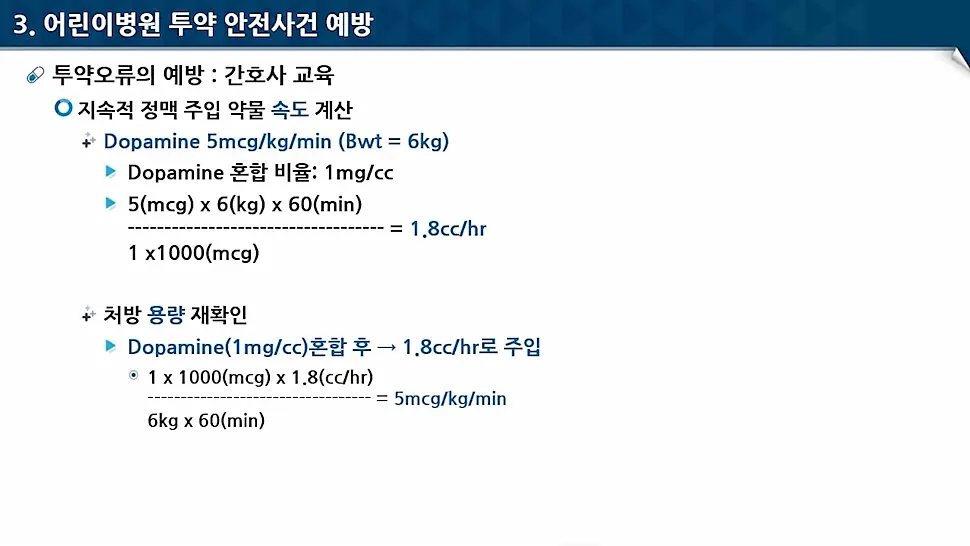 3. 어린이병원 투약 안전사건 예방
투약오류의 예방 : 간호사 교육
지속적 정맥 주입 약물 속도 계산
Dopamine 5mcg/kg/min (Bwt = 6kg)
Dopamine 혼합 비율: 1mg/cc
5(mcg) x 6(kg) x 60(min)
---------------------------------- = 1.8cc/hr
1 x1000(mcg)
처방 용량 재확인
Dopamine(1mg/cc)혼합 후 → 1.8cc/hr로 주입
1 x 1000(mcg) x 1.8(cc/hr)
---------------------------------- = 5mcg/kg/min
6kg x 60(min)